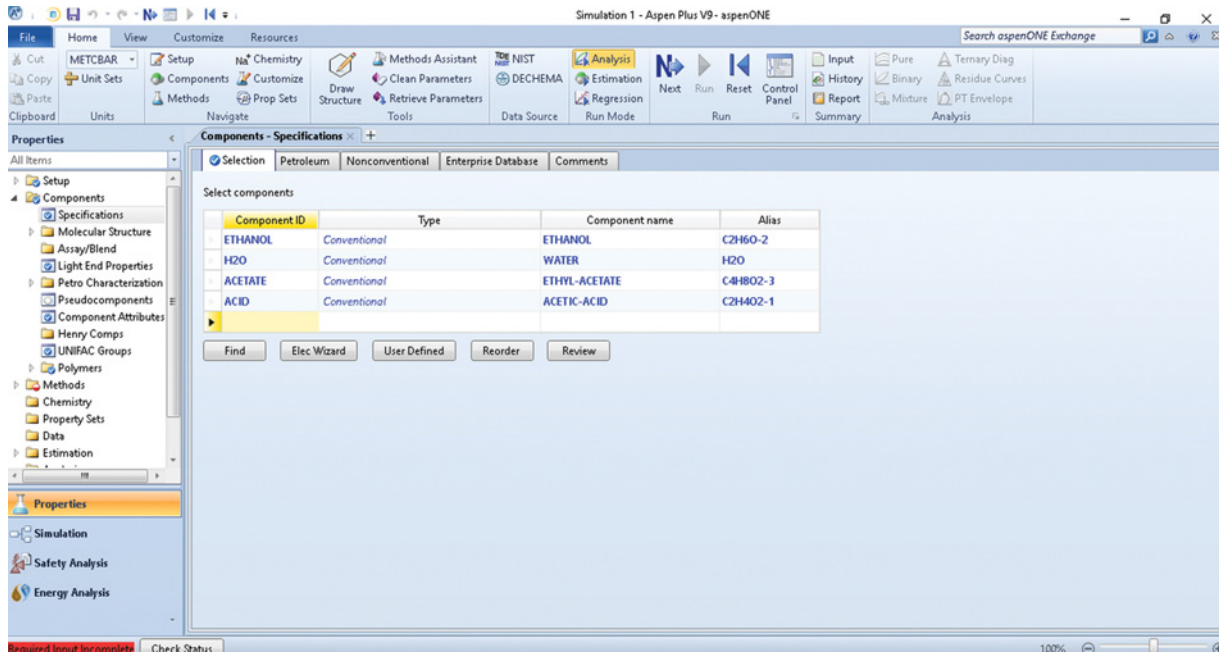 Simulation 1 - Aspen Plus V9 - aspenONE
File Home View Customize Resources Search aspenONE Exchange
Cut METCBAR Setup Na+ Chemistry Methods Assistant NIST Analysis Input Pure Ternary Diag
Copy Unit Sets Components Customize Draw Structure Clean Parameters DECHEMA Estimation Next Run Reset Control Panel History Binary Residue Curves
Paste Methods Prop Sets Retrieve Parameters Regression Report Mixture PT Envelope
Clipboard Units Navigate Tools Data Source Run Mode Run Summary Analysis
Properties
All Items
Setup
Components
Specifications
Molecular Structure
Assay/Blend
Light End Properties
Petro Characterization
Pseudocomponents
Component Attributes
Henry Comps
UNIFAC Groups
Polymers
Methods
Chemistry
Property Sets
Data
Estimation
Properties
Simulation
Safety Analysis
Energy Analysis
Components - Specifications × +
Selection Petroleum Nonconventional Enterprise Database Comments
Select components
Component ID Type Component name Alias
ETHANOL Conventional ETHANOL C2H6O-2
H2O Conventional WATER H2O
ACETATE Conventional ETHYL-ACETATE C4H8O2-3
ACID Conventional ACETIC-ACID C2H4O2-1
Find Elec Wizard User Defined Reorder Review
Required Input Incomplete Check Status 100%